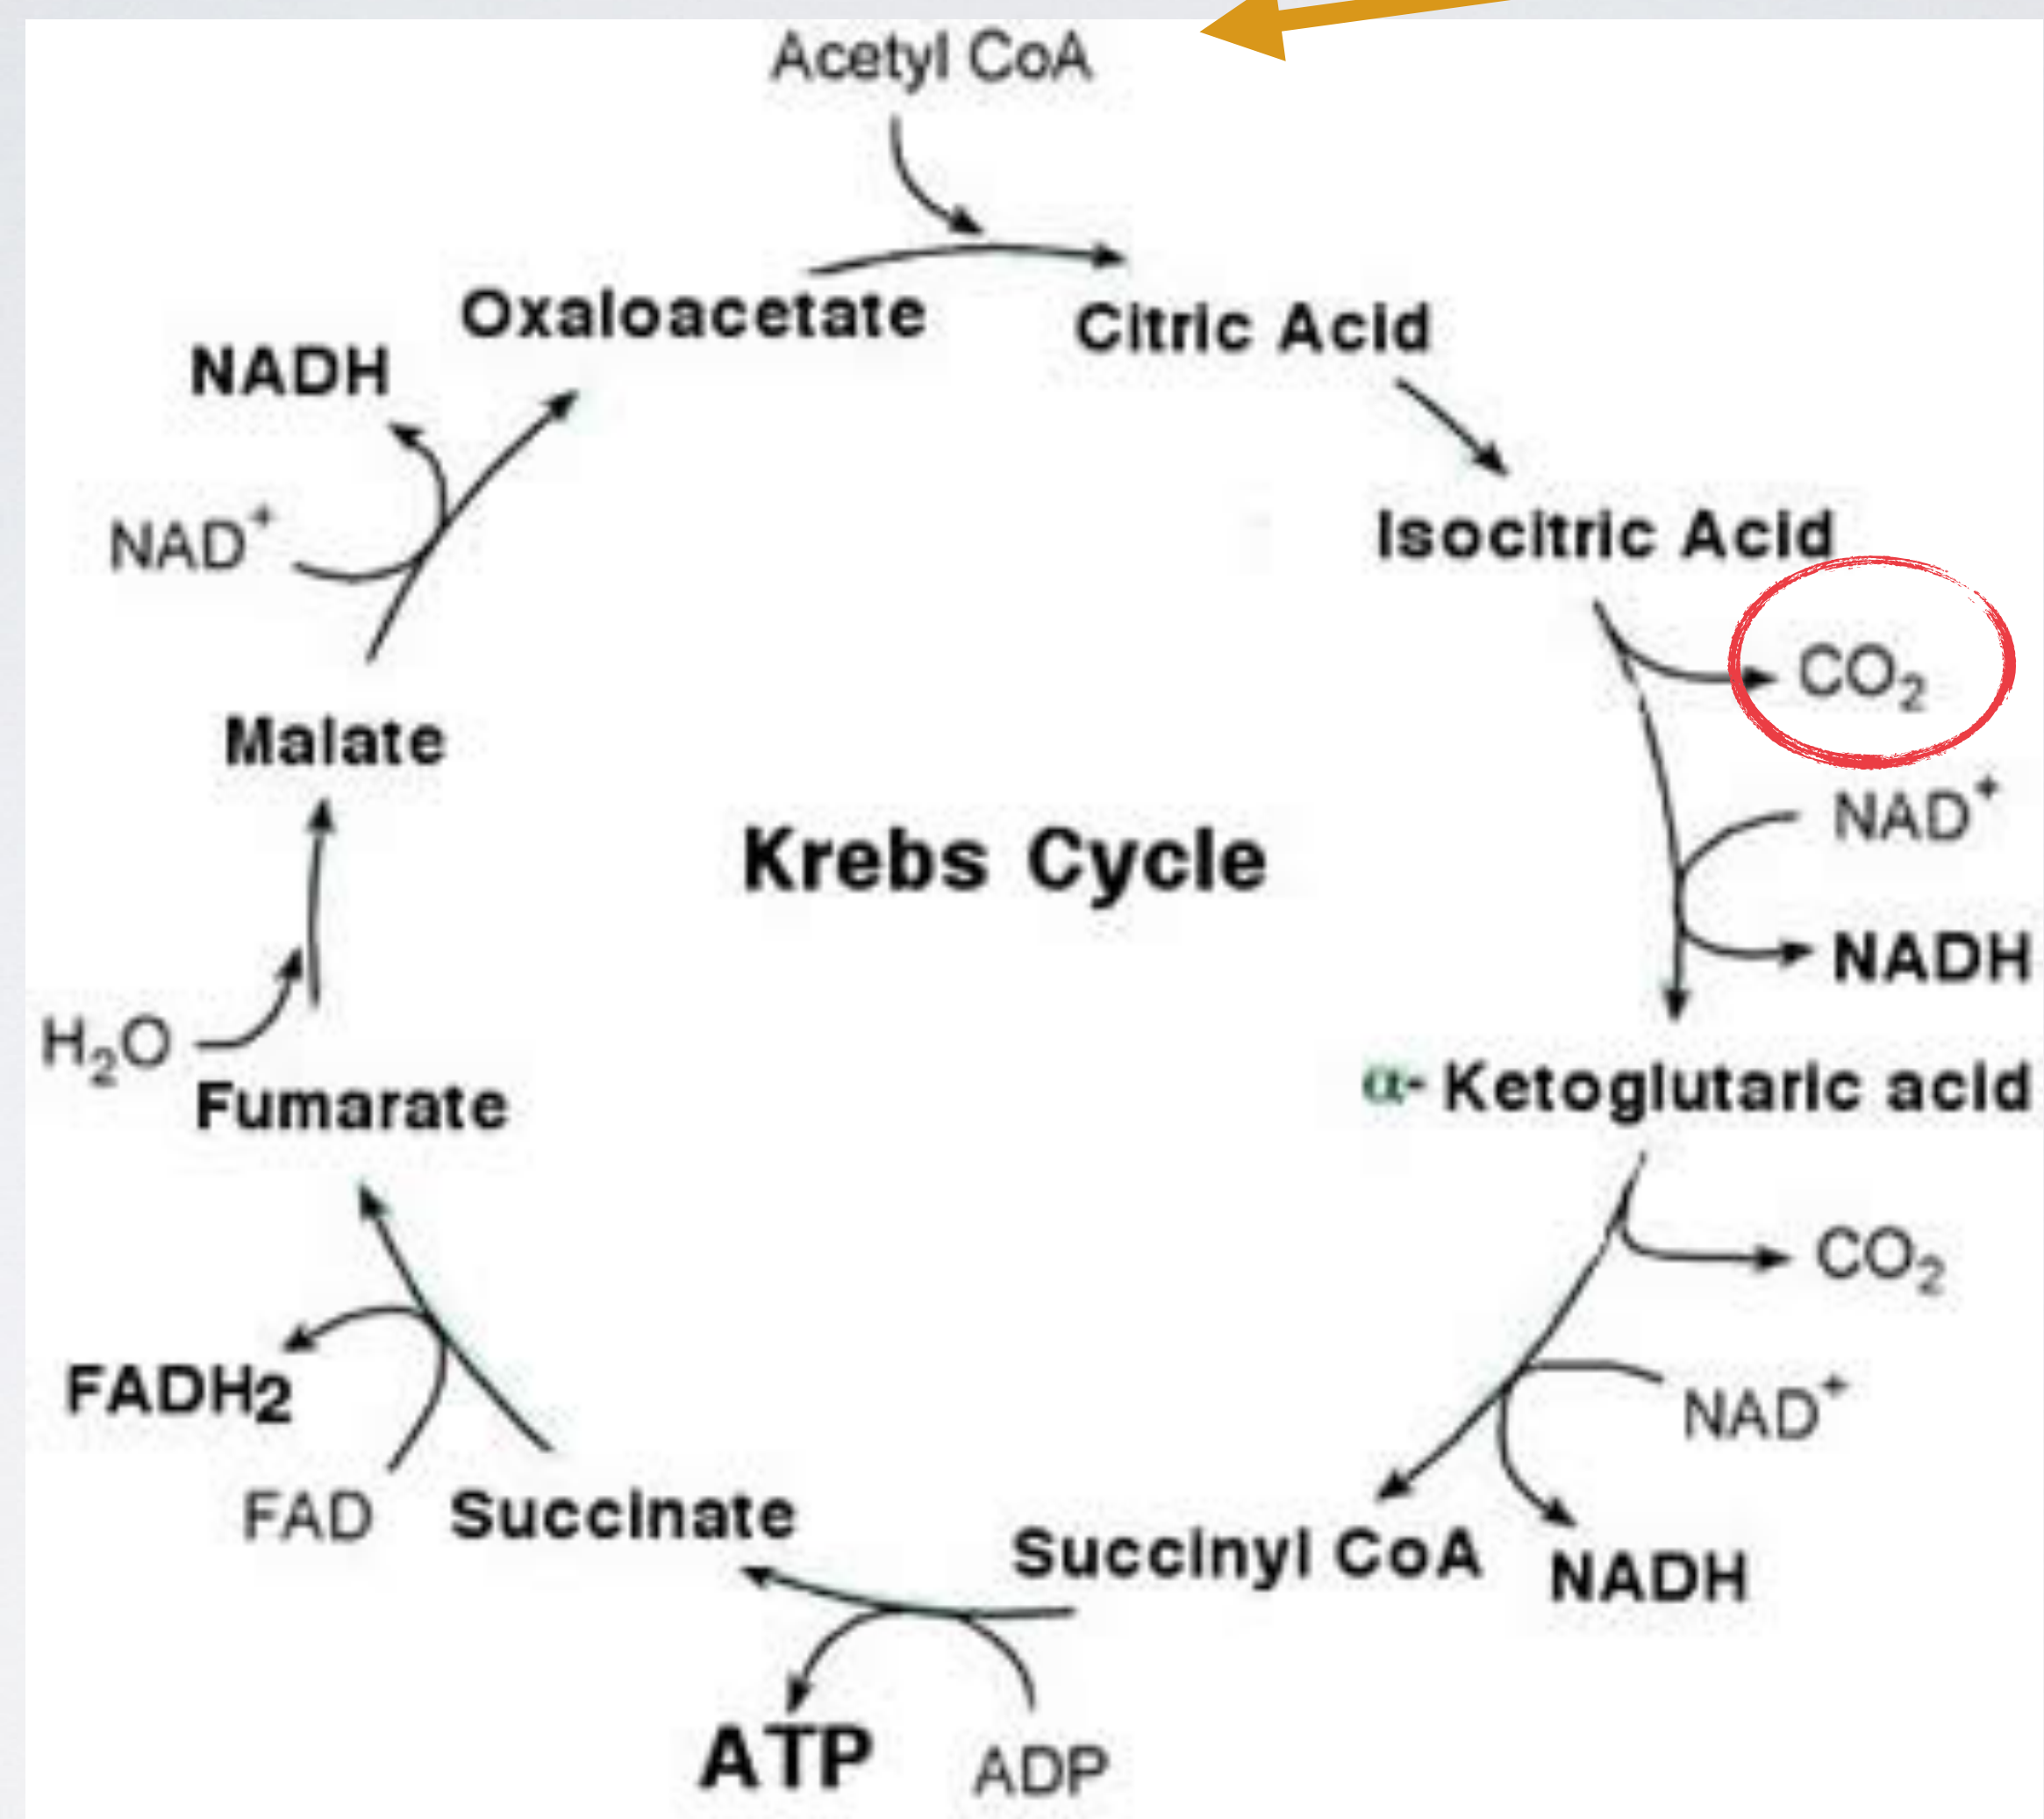 Acetyl CoA
Oxaloacetate
Citric Acid
NADH
Isocitric Acid
NAD⁺
CO₂
Malate
NAD⁺
Krebs Cycle
NADH
H₂O
α- Ketoglutaric acid
Fumarate
CO₂
FADH2
NAD⁺
FAD
Succinate
Succinyl CoA
NADH
ATP
ADP